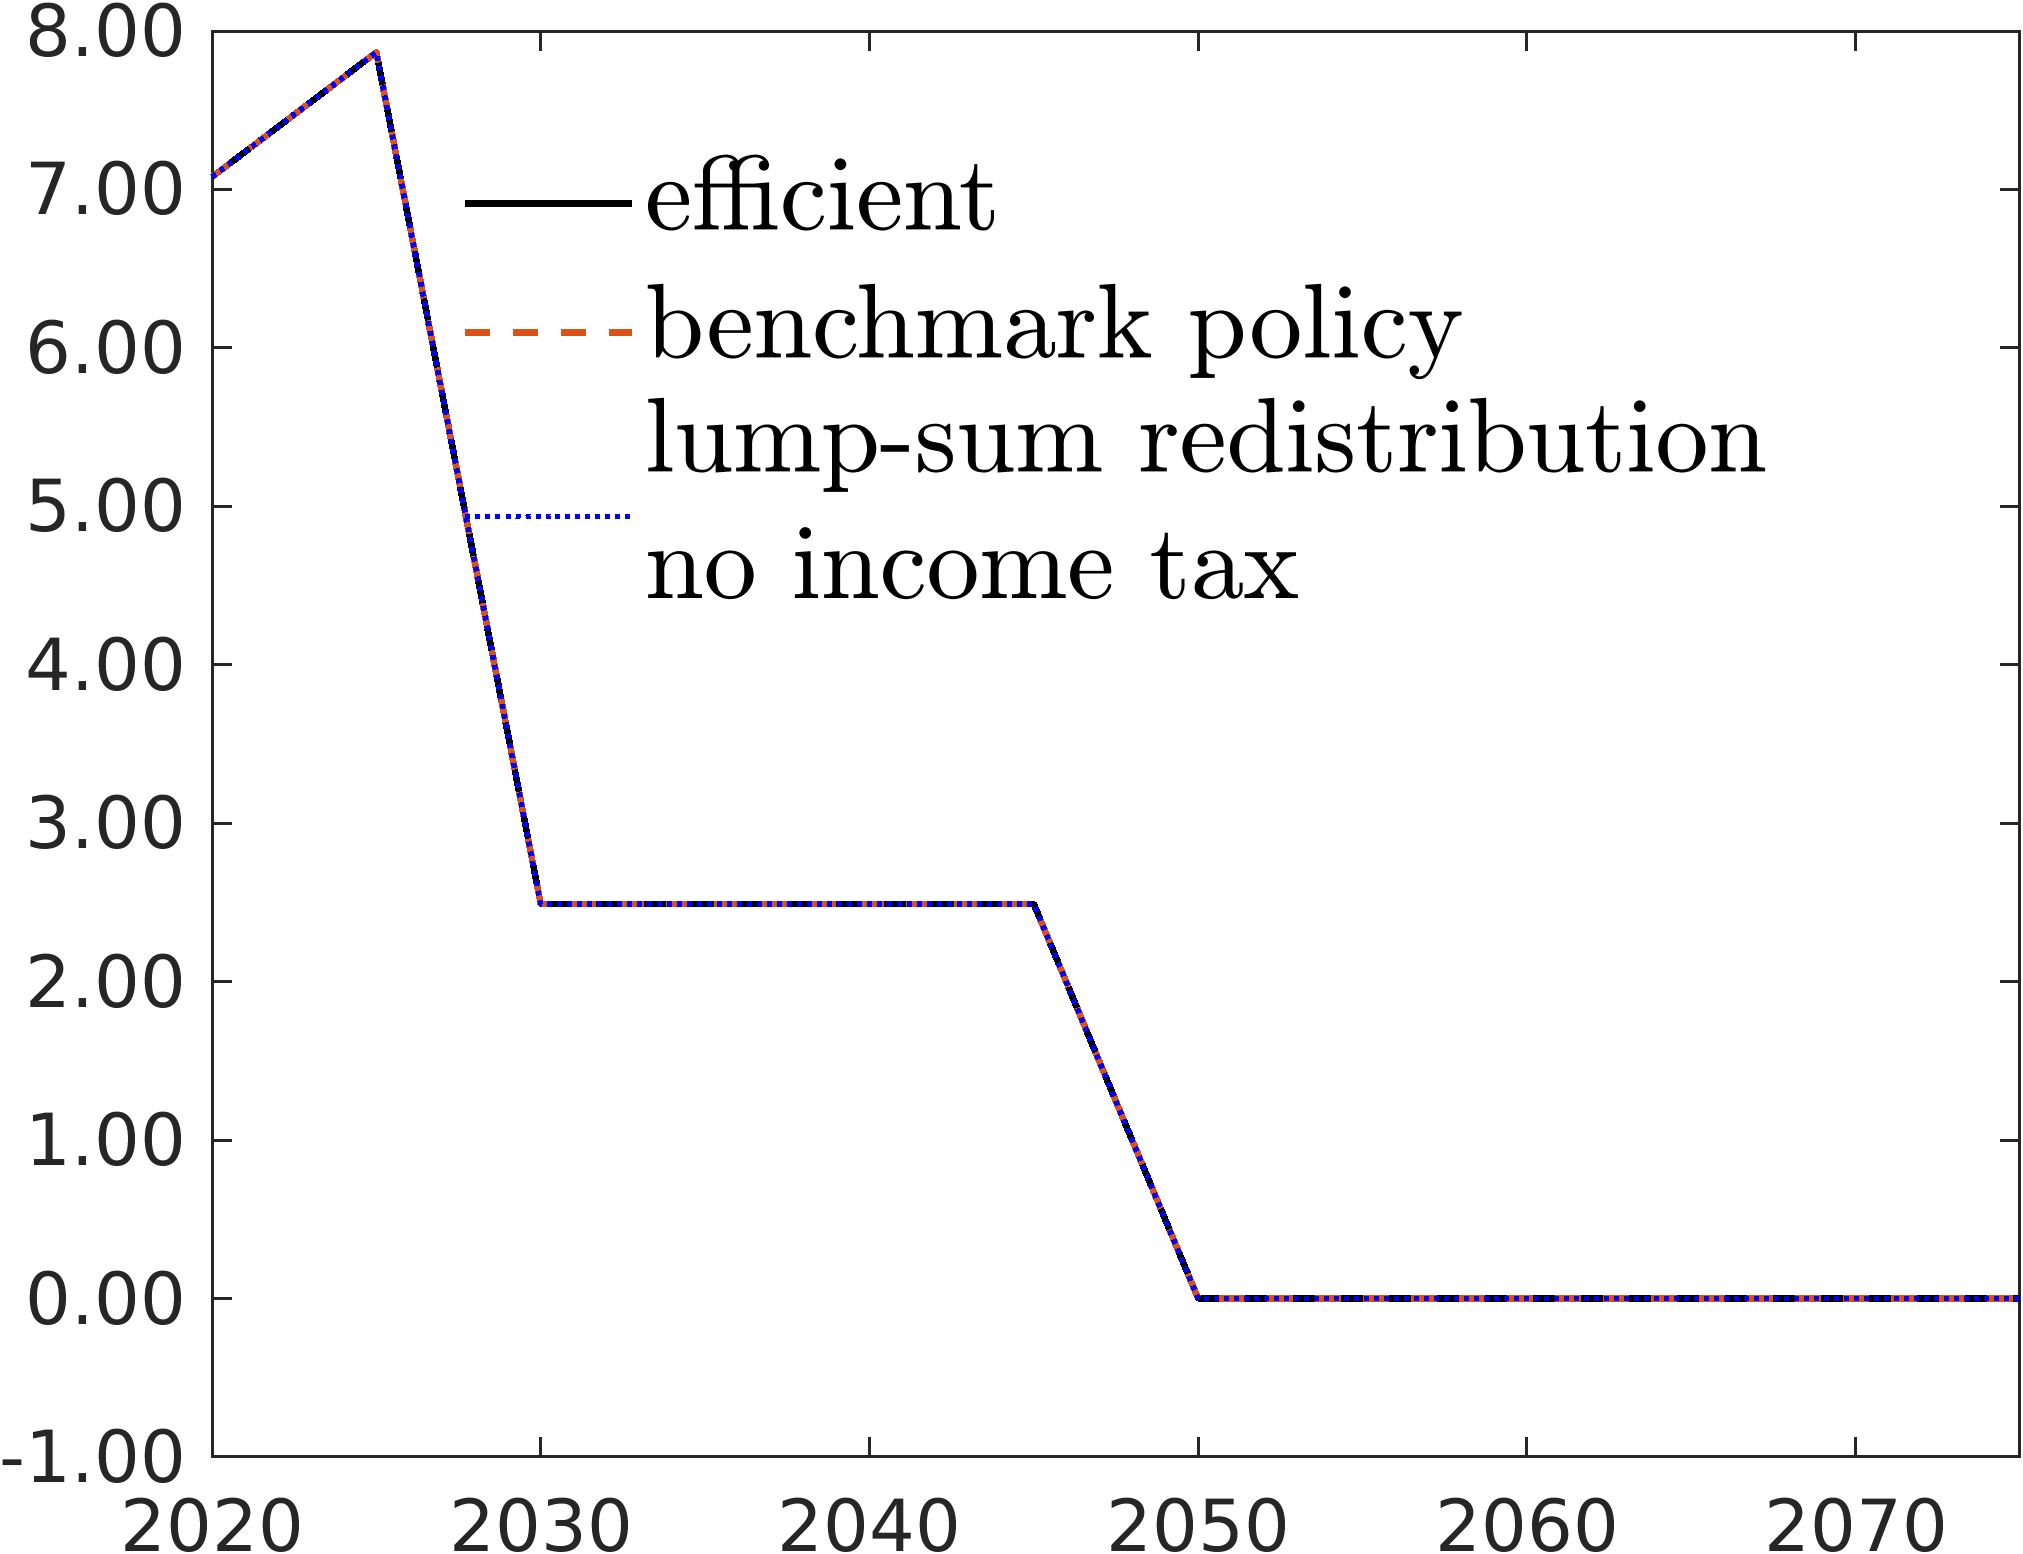 8.00
7.00
6.00
5.00
4.00
3.00
2.00
1.00
0.00
-1.00
efficient
benchmark policy
lump-sum redistribution
no income tax
2020 2030 2040 2050 2060 2070